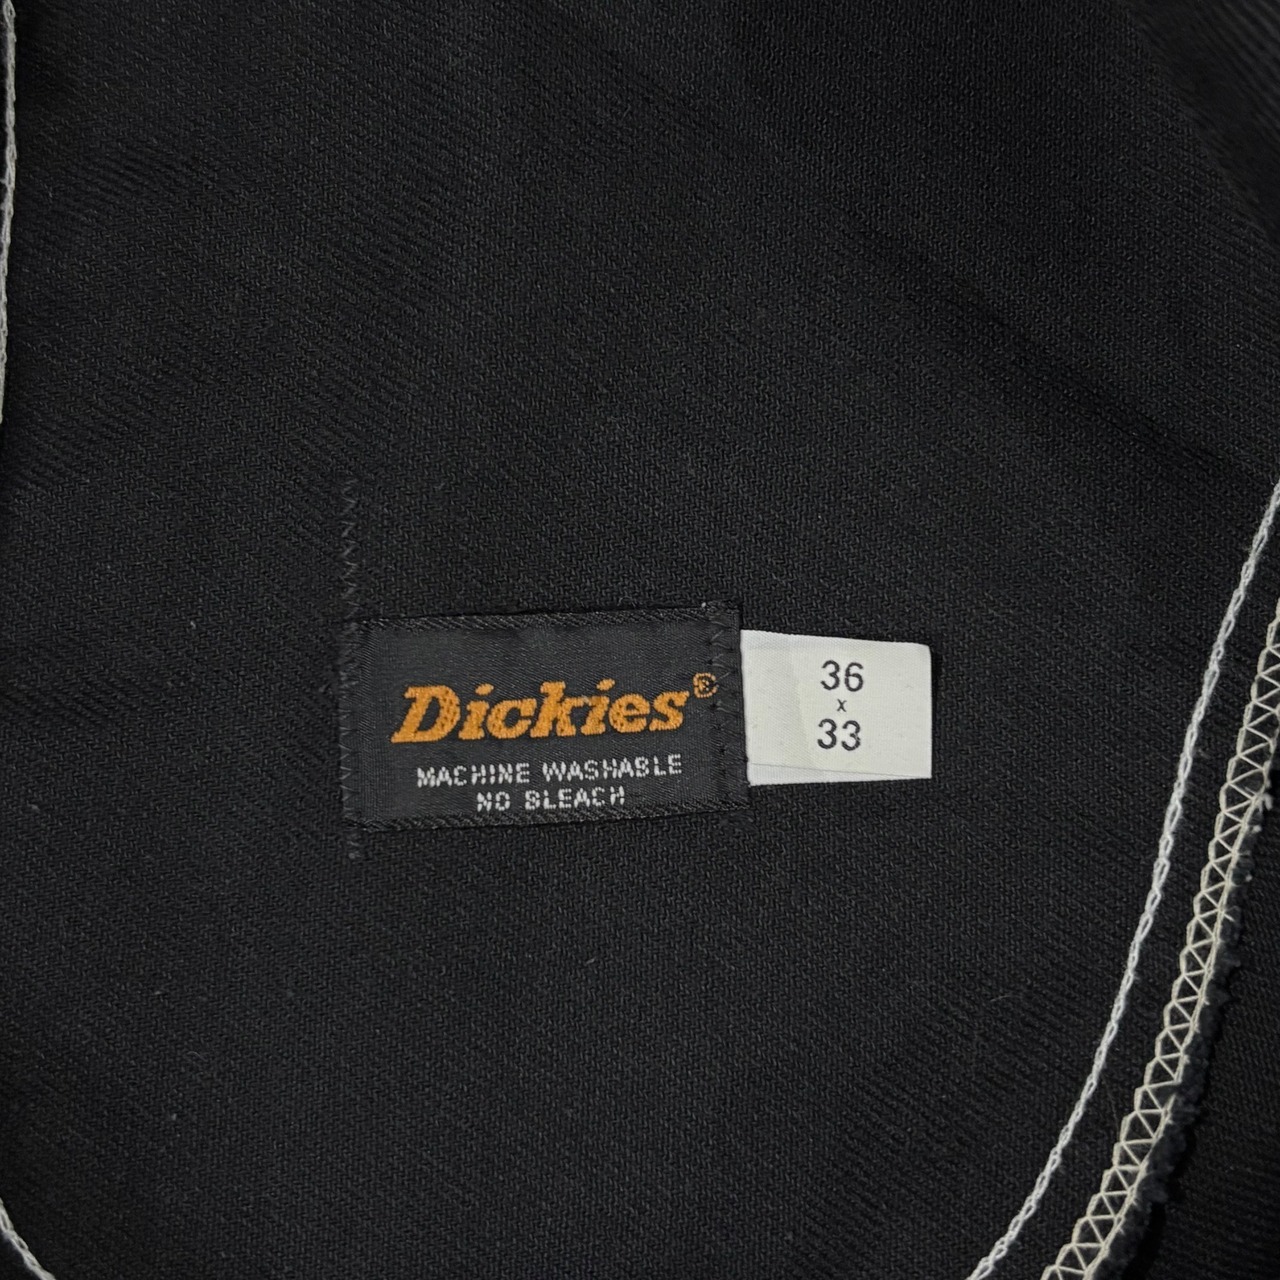 Dickies®
MACHINE WASHABLE
NO BLEACH
36
x
33